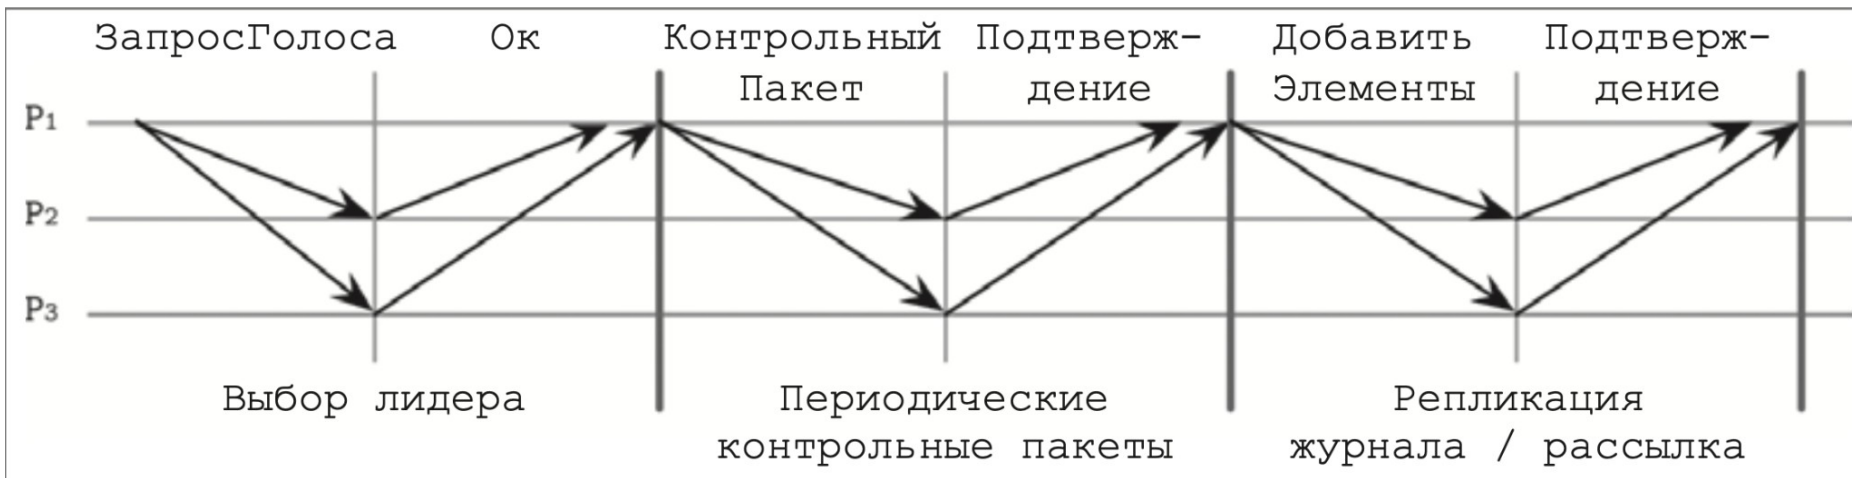 ЗапросГолоса Ок Контрольный Подтверж- Добавить Подтверж-
Пакет дение Элементы дение
P1
P2
P3
Выбор лидера Периодические Репликация
контрольные пакеты журнала / рассылка